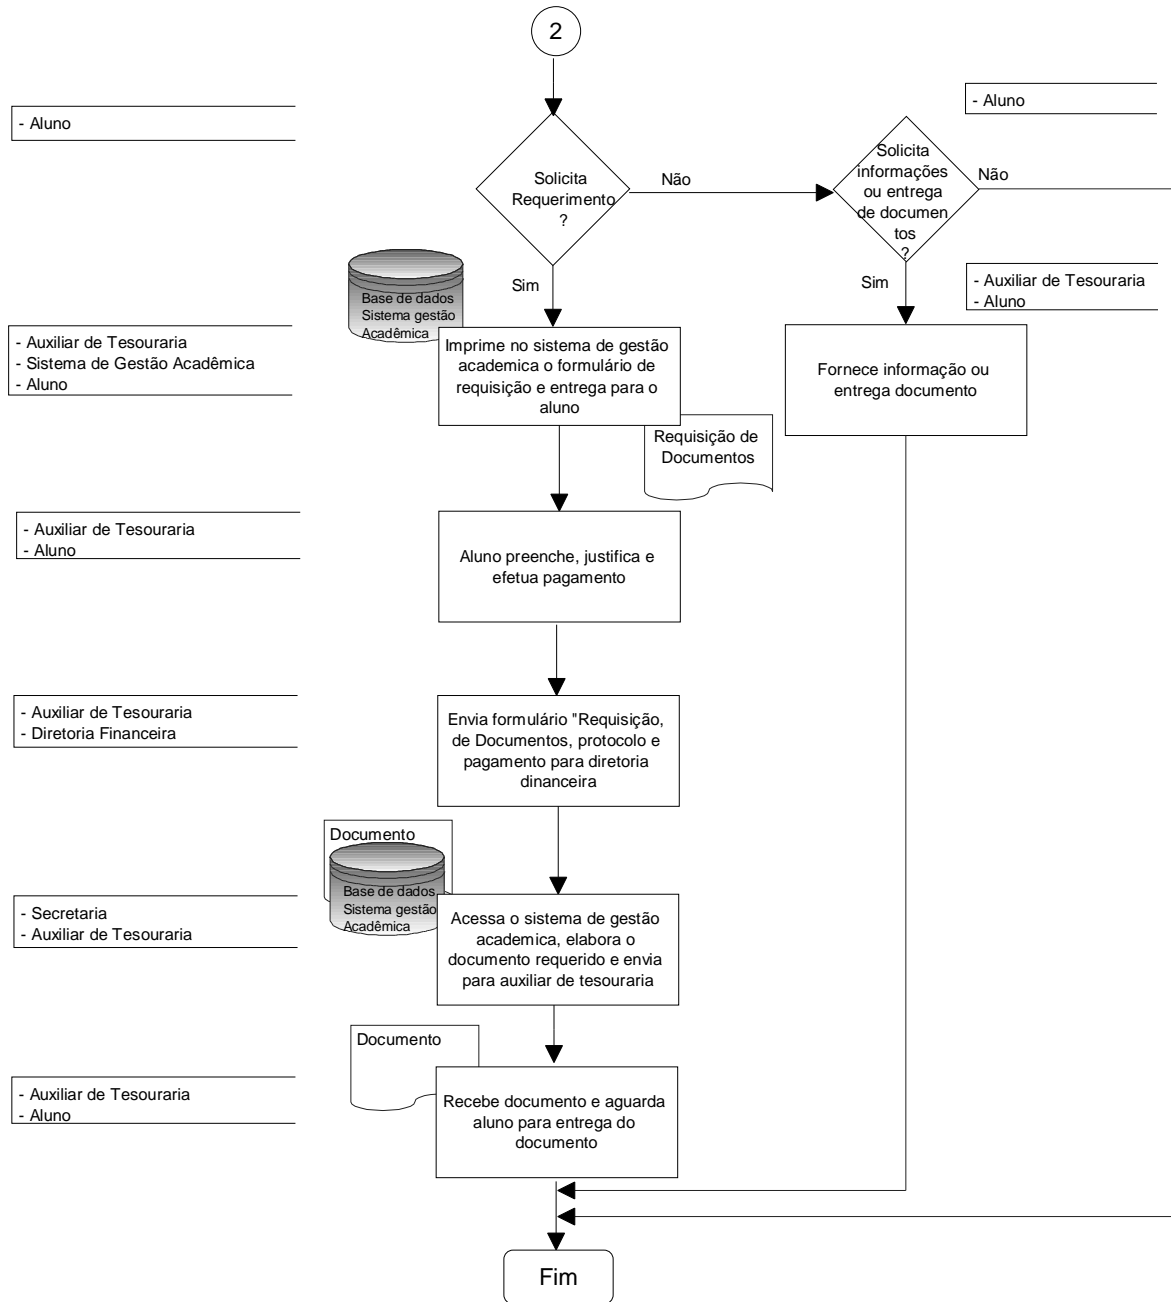 2
- Aluno
- Aluno
Solicita
Requerimento
?
Não
Solicita
informações
ou entrega
de documen
tos
?
Não
Sim
Sim
- Auxiliar de Tesouraria
- Aluno
Base de dados
Sistema gestão
Acadêmica
- Auxiliar de Tesouraria
- Sistema de Gestão Acadêmica
- Aluno
Imprime no sistema de gestão
academica o formulário de
requisição e entrega para o
aluno
Fornece informação ou
entrega documento
Requisição de
Documentos
- Auxiliar de Tesouraria
- Aluno
Aluno preenche, justifica e
efetua pagamento
- Auxiliar de Tesouraria
- Diretoria Financeira
Envia formulário "Requisição,
de Documentos, protocolo e
pagamento para diretoria
dinanceira
Documento
Base de dados
Sistema gestão
Acadêmica
- Secretaria
- Auxiliar de Tesouraria
Acessa o sistema de gestão
academica, elabora o
documento requerido e envia
para auxiliar de tesouraria
Documento
- Auxiliar de Tesouraria
- Aluno
Recebe documento e aguarda
aluno para entrega do
documento
Fim